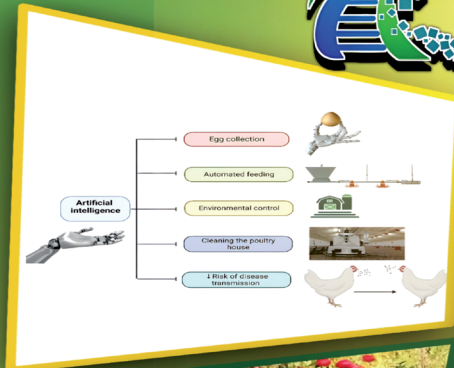 Egg collection
Automated feeding
Artificial
intelligence
Environmental control
Cleaning the poultry
house
↓Risk of disease
transmission